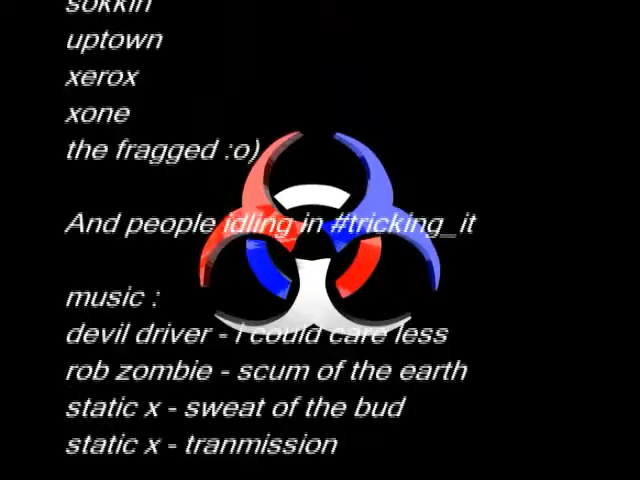 sokkin
uptown
xerox
xone
the fragged :o)
And people idling in #tricking_it
music :
devil driver - I could care less
rob zombie - scum of the earth
static x - sweat of the bud
static x - tranmission